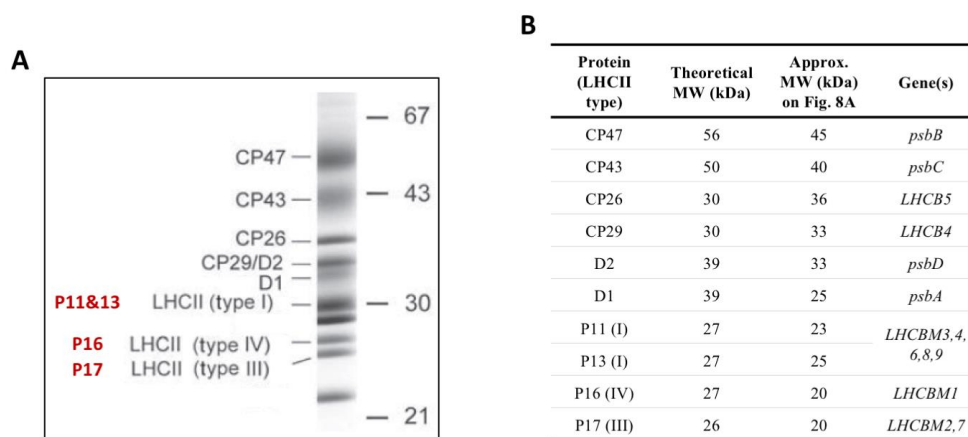 A
67
CP47
43
CP43
CP26
CP29/D2
D1
P11&13 LHCII (type I) 30
P16 LHCII (type IV)
P17 LHCII (type III)
21
B
Protein (LHCII type) Theoretical MW (kDa) Approx. MW (kDa) on Fig. 8A Gene(s)
CP47 56 45 psbB
CP43 50 40 psbC
CP26 30 36 LHCB5
CP29 30 33 LHCB4
D2 39 33 psbD
D1 39 25 psbA
P11 (I) 27 23 LHCBM3,4,
P13 (I) 27 25 6,8,9
P16 (IV) 27 20 LHCBM1
P17 (III) 26 20 LHCBM2,7